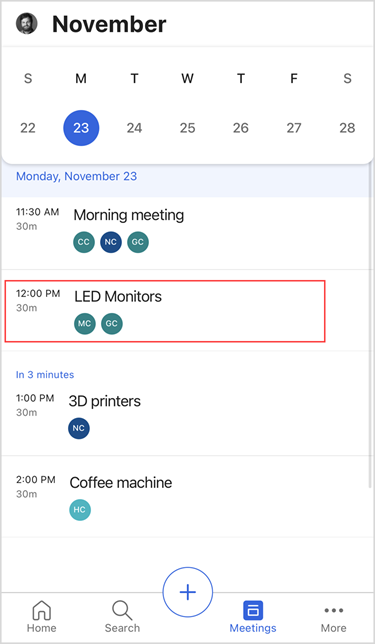 November
S M T W T F S
22 23 24 25 26 27 28
Monday, November 23
11:30 AM Morning meeting
30m
CC NC GC
12:00 PM LED Monitors
30m
MC GC
In 3 minutes
1:00 PM 3D printers
30m
NC
2:00 PM Coffee machine
30m
HC
+
Home Search Meetings More